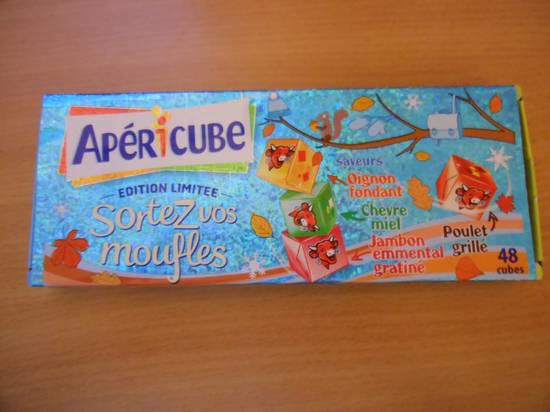 APÉRICUBE
EDITION LIMITEE
SORTEZ VOS
moufles
SAVEURS
Oignon
fondant
Chèvre
miel
Jambon
emmental
gratiné
Poulet
grillé
48
cubes